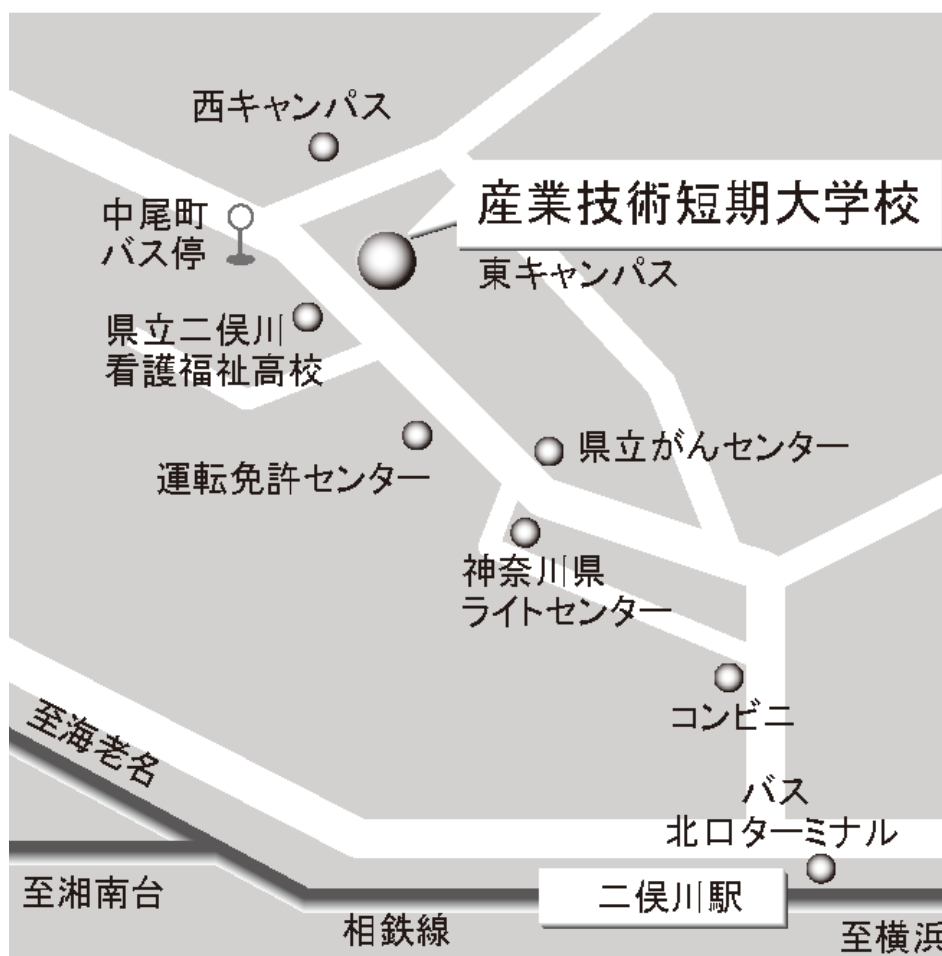 西キャンパス
産業技術短期大学校
中尾町
バス停
東キャンパス
県立二俣川
看護福祉高校
県立がんセンター
運転免許センター
神奈川県
ライトセンター
コンビニ
至海老名
バス
北口ターミナル
至湘南台
二俣川駅
相鉄線
至横浜